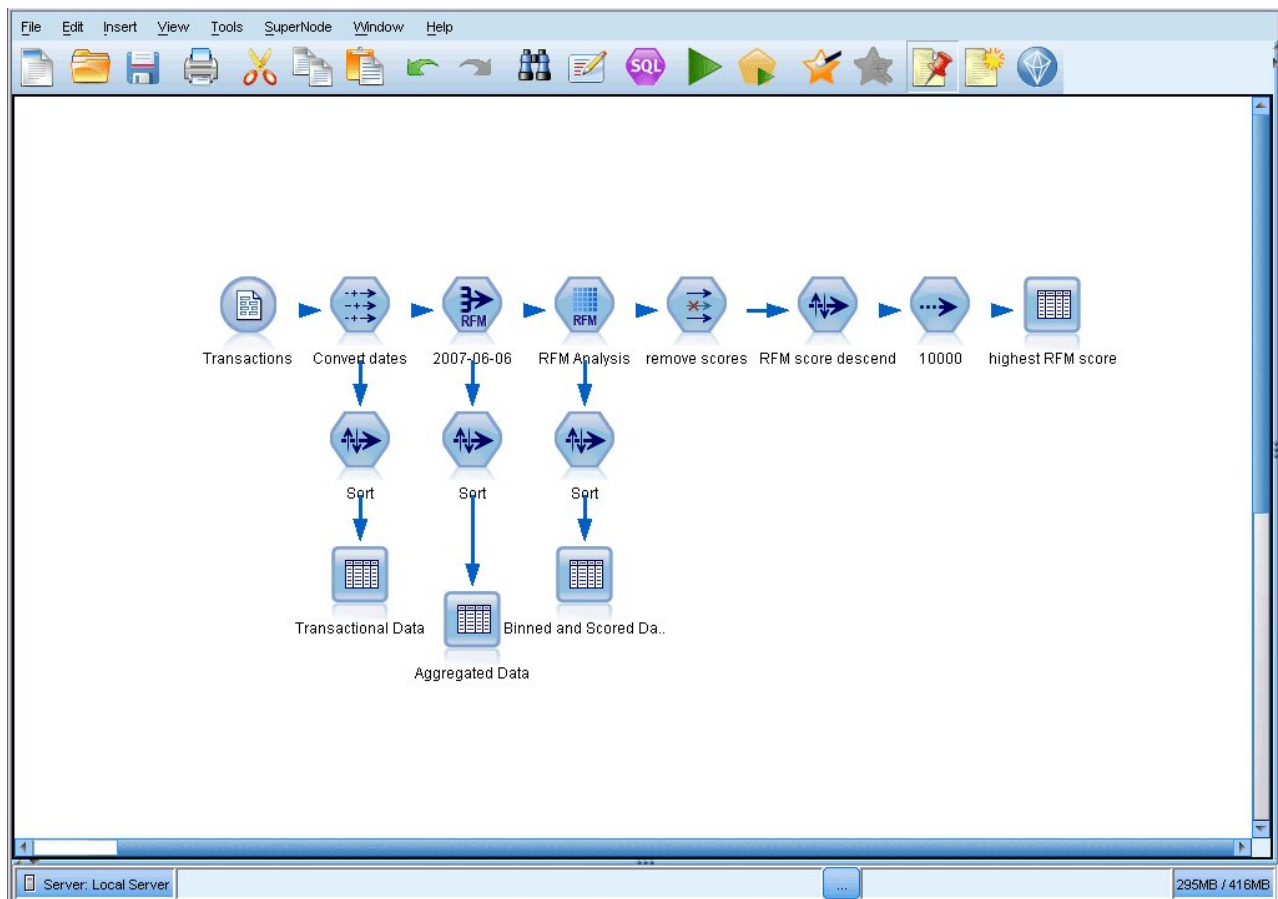 File Edit Insert View Tools SuperNode Window Help
SQL
RFM RFM
Transactions Convert dates 2007-06-06 RFM Analysis remove scores RFM score descend 10000 highest RFM score
Sort Sort Sort
Transactional Data Binned and Scored Da..
Aggregated Data
... 
Server: Local Server ... 295MB / 416MB